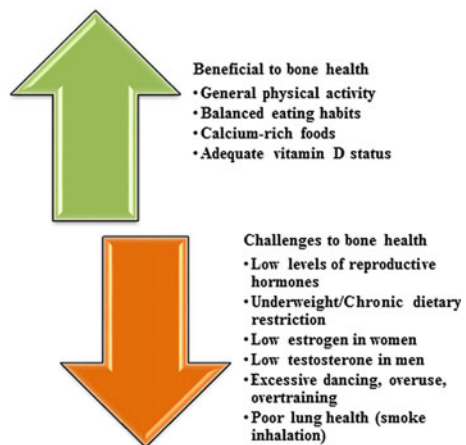 Beneficial to bone health
•General physical activity
•Balanced eating habits
•Calcium-rich foods
•Adequate vitamin D status
Challenges to bone health
•Low levels of reproductive
hormones
•Underweight/Chronic dietary
restriction
•Low estrogen in women
•Low testosterone in men
•Excessive dancing, overuse,
overtraining
•Poor lung health (smoke
inhalation)